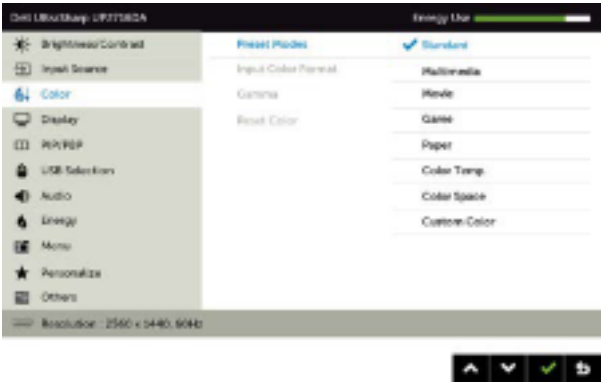 Dell UltraSharp UP2716DA
Energy Use
Brightness/Contrast
Input Source
Color
Display
PIP/PBP
USB Selection
Audio
Energy
Menu
Personalize
Others
Preset Modes
Input Color Format
Gamma
Reset Color
Standard
Multimedia
Movie
Game
Paper
Color Temp.
Color Space
Custom Color
Resolution : 2560 x 1440, 60Hz